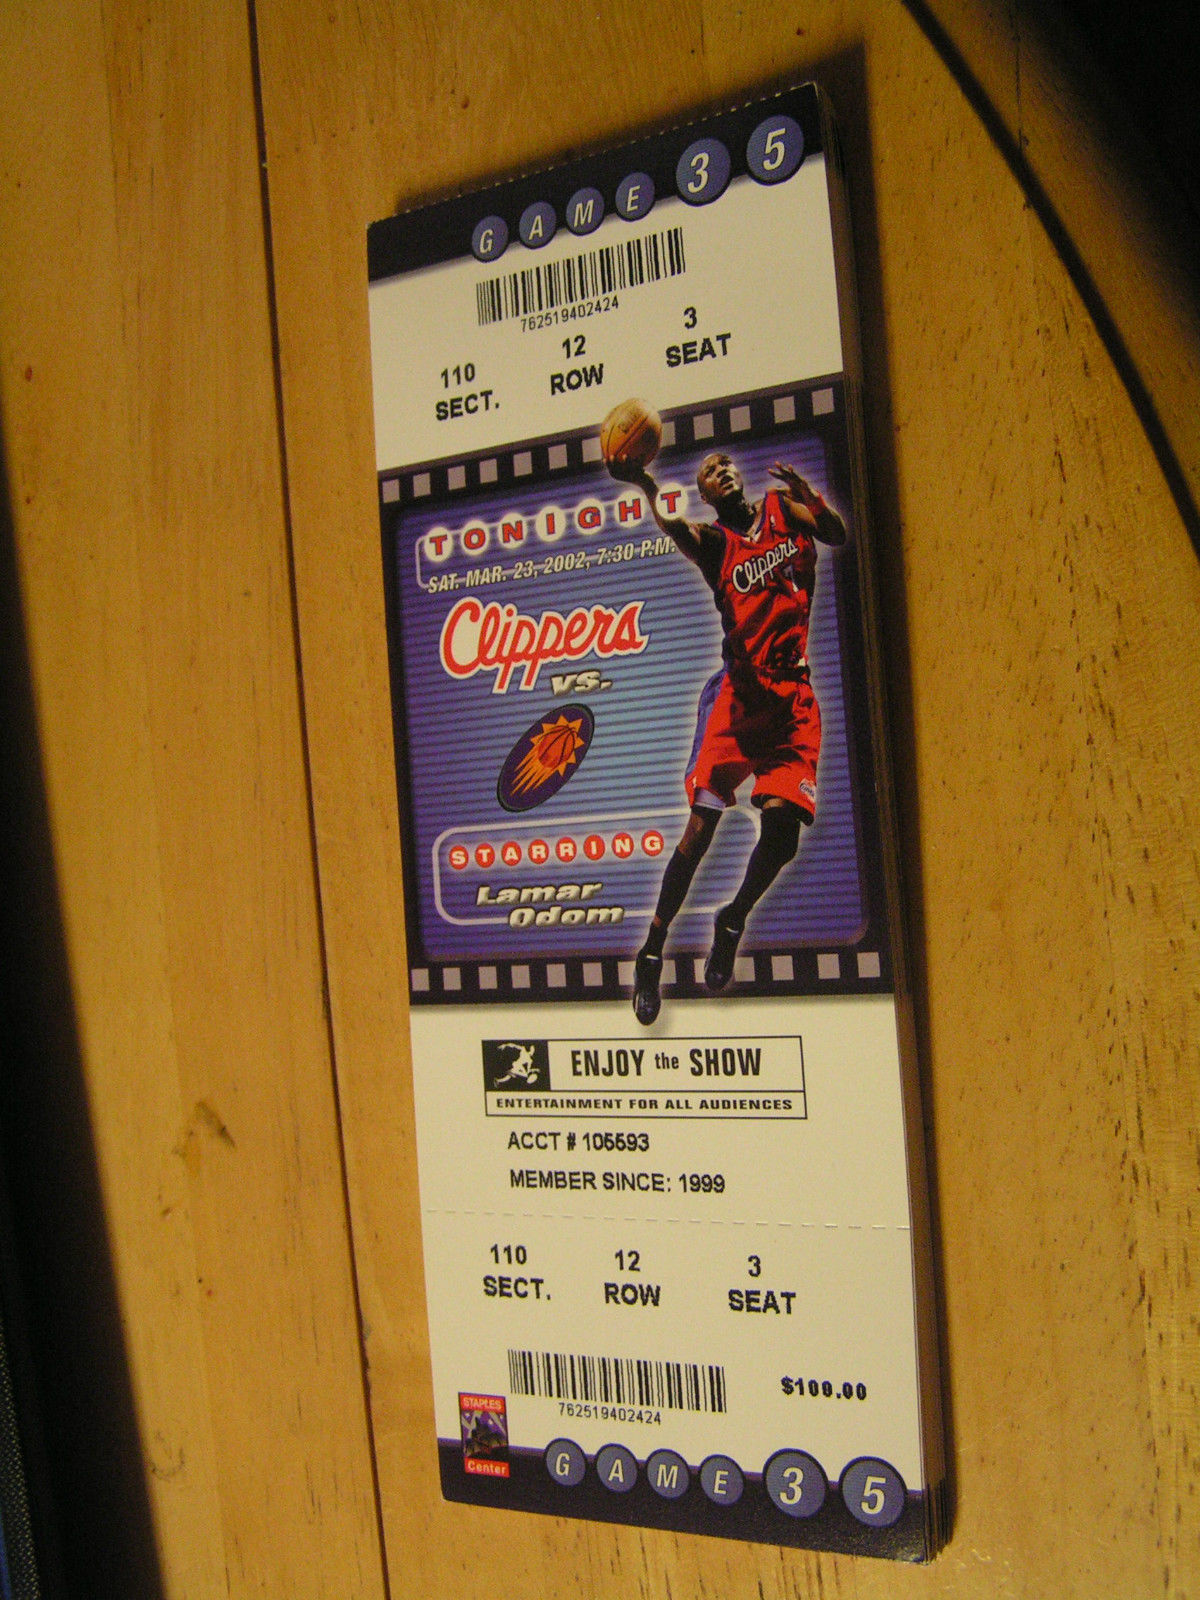 GAME 35
762519402424
110 12 3
SECT. ROW SEAT
TONIGHT
SAT. MAR. 23, 2002, 7:30 P.M.
Clippers
vs.
Clippers 7
STARRING
Lamar
Odom
ENJOY the SHOW
ENTERTAINMENT FOR ALL AUDIENCES
ACCT # 105593
MEMBER SINCE: 1999
110 12 3
SECT. ROW SEAT
$100.00
762519402424
STAPLES
Center
GAME 35